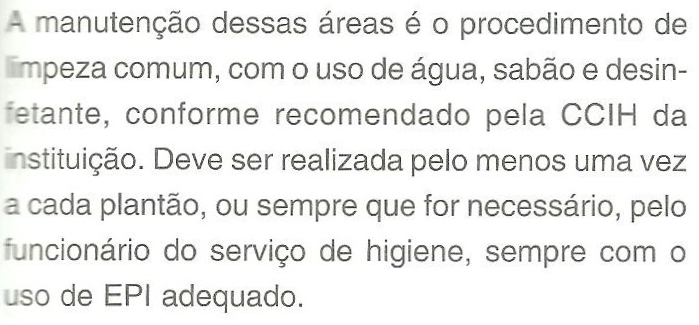 A manutenção dessas áreas é o procedimento de
limpeza comum, com o uso de água, sabão e desin-
fetante, conforme recomendado pela CCIH da
instituição. Deve ser realizada pelo menos uma vez
a cada plantão, ou sempre que for necessário, pelo
funcionário do serviço de higiene, sempre com o
uso de EPI adequado.